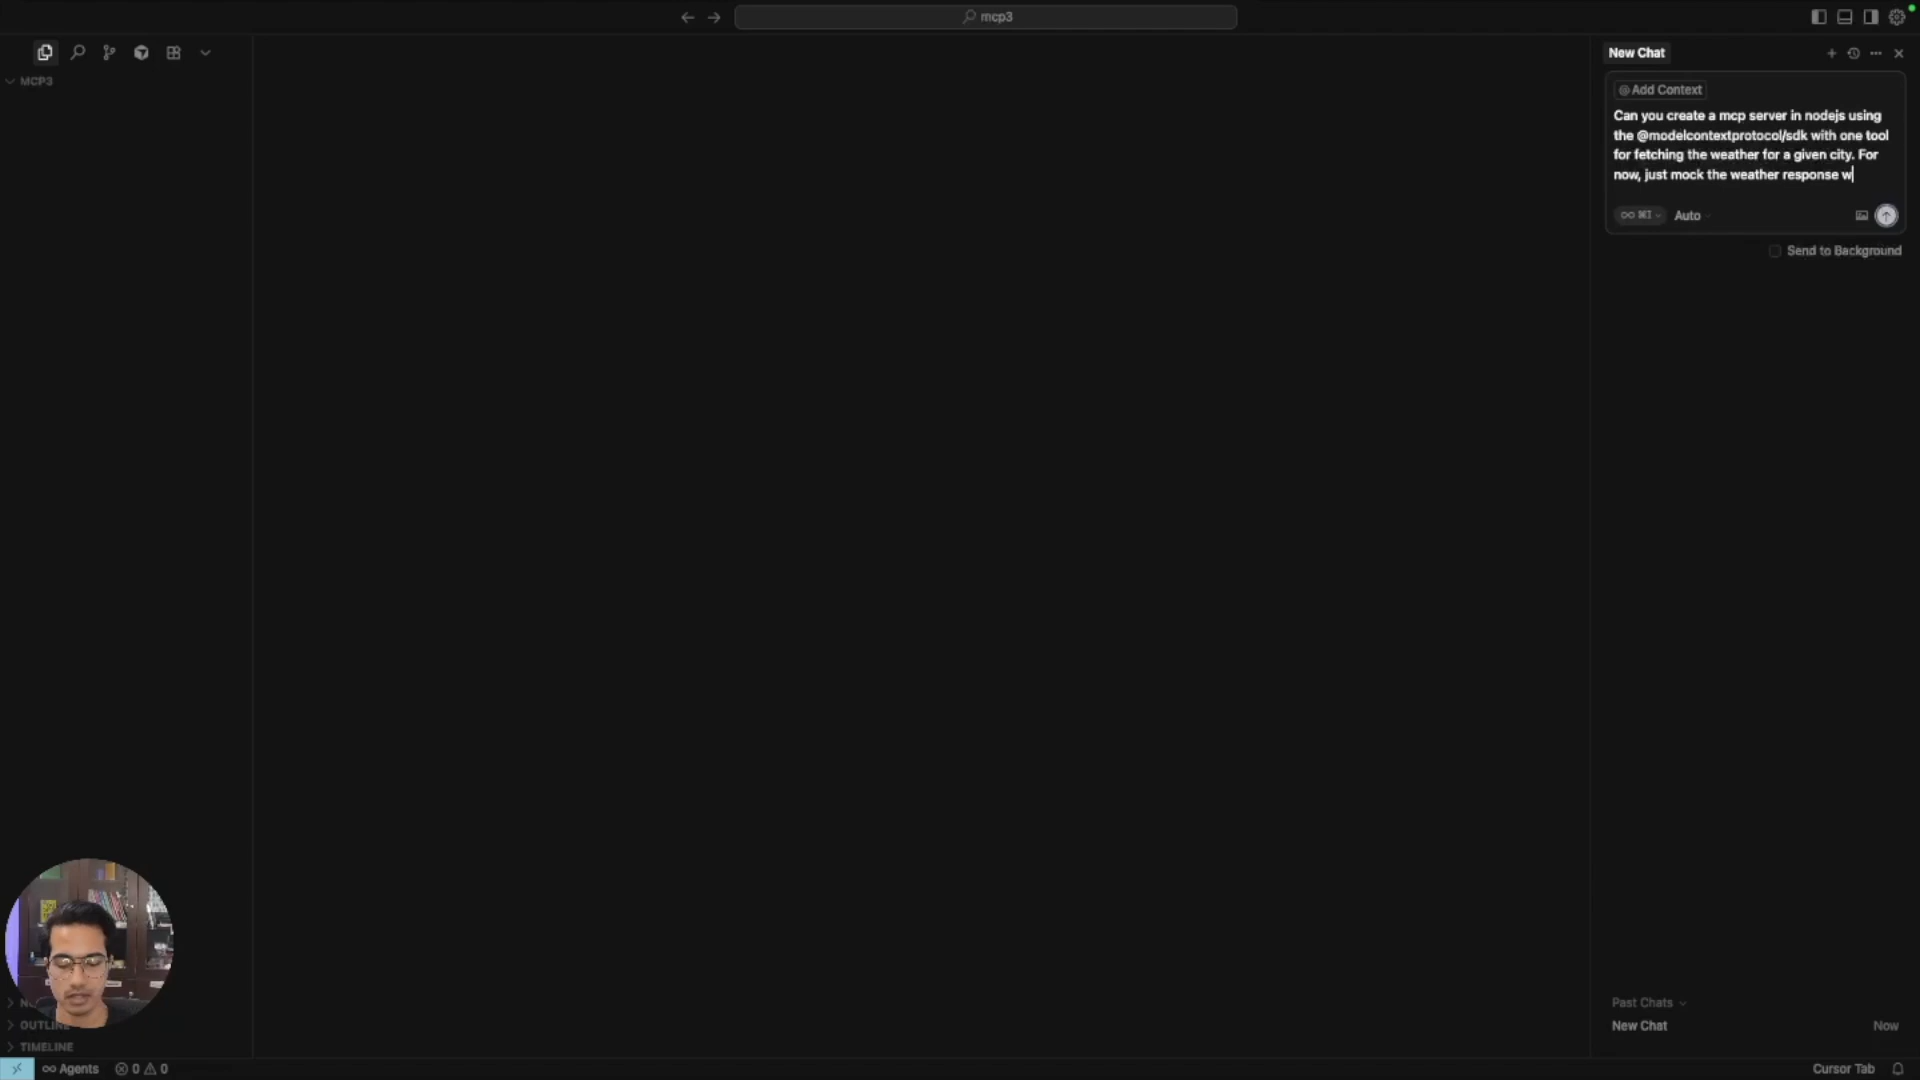 mcp3
MCP3
New Chat
Add Context
Can you create a mcp server in nodejs using
the @modelcontextprotocol/sdk with one tool
for fetching the weather for a given city. For
now, just mock the weather response w
⌘I
Auto
Send to Background
Past Chats
New Chat
Now
OUTLINE
TIMELINE
Agents
0
0
Cursor Tab